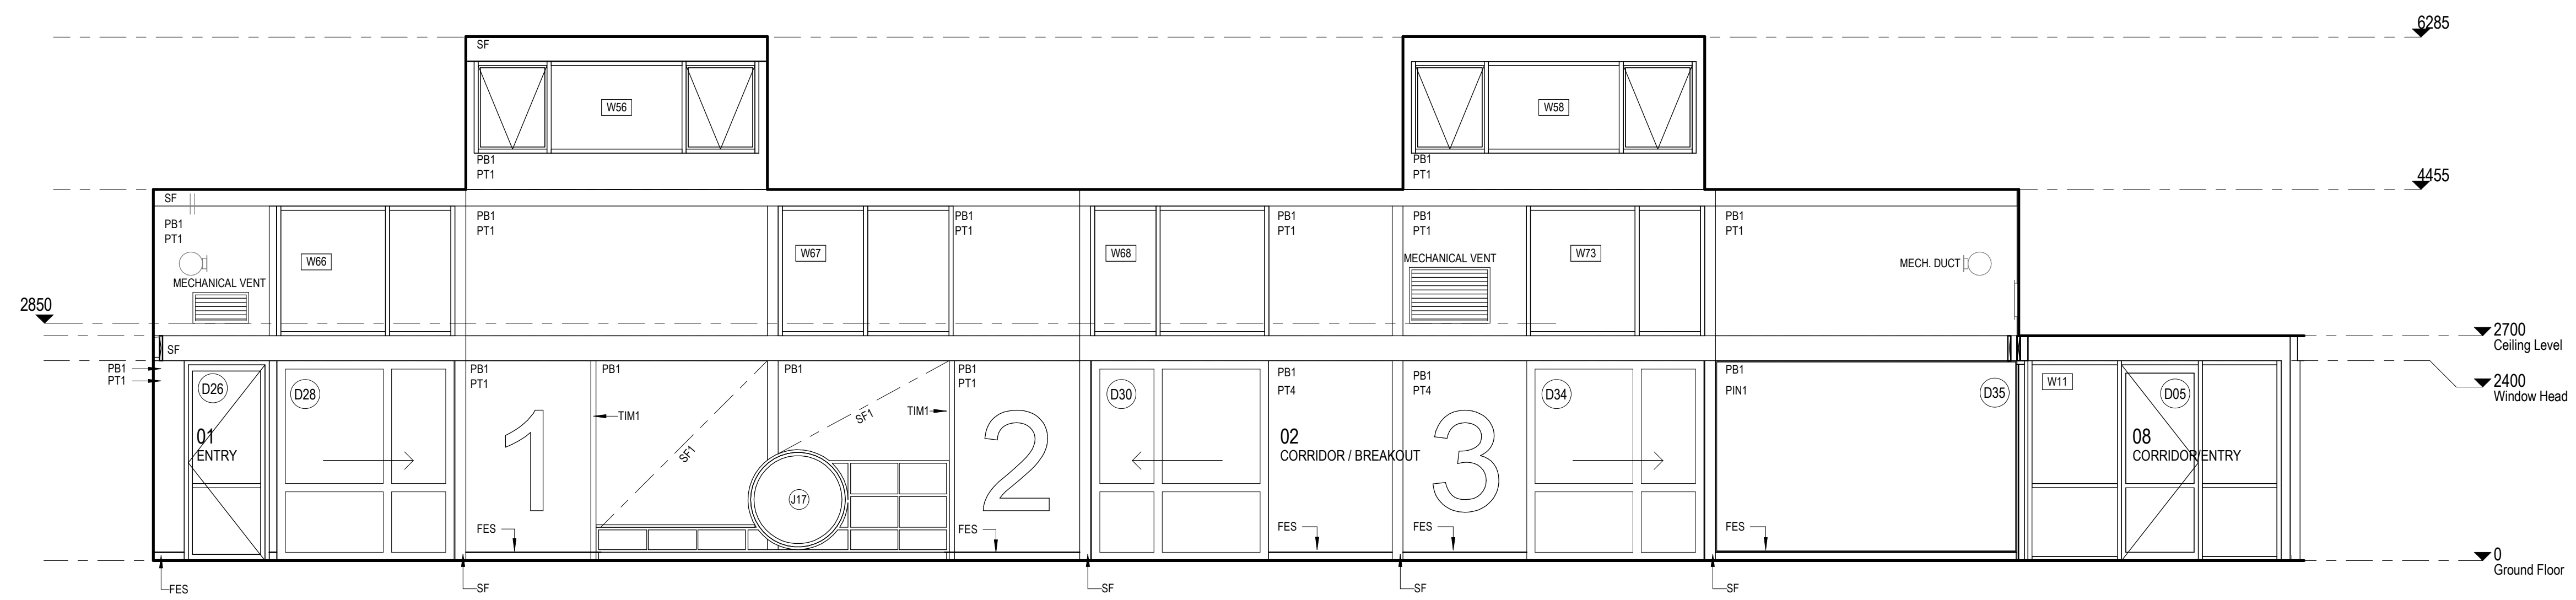 6285
SF
W56
W58
PB1
PT1
PB1
PT1
4455
SF
PB1
PT1
PB1
PT1
PB1
PT1
PB1
PT1
PB1
PT1
PB1
PT1
W66
W67
W68
W73
MECHANICAL VENT
MECHANICAL VENT
MECH. DUCT
2850
2700
Ceiling Level
SF
PB1
PT1
D26
D28
PB1
PT1
PB1
PB1
PB1
PT1
D30
PB1
PT4
PB1
PT4
D34
PB1
PIN1
D35
W11
D05
2400
Window Head
01
ENTRY
1
TIM1
SF1
SF1
TIM1
2
02
CORRIDOR / BREAKOUT
3
08
CORRIDOR/ENTRY
J17
FES
FES
FES
FES
FES
0
Ground Floor
FES
SF
SF
SF
SF